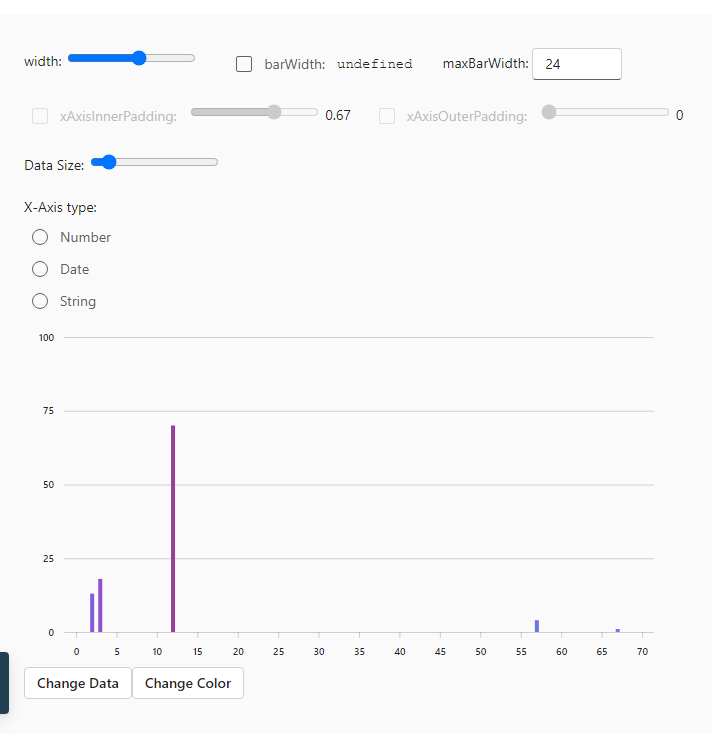 width: barWidth: undefined maxBarWidth: 24
xAxisInnerPadding: 0.67 xAxisOuterPadding: 0
Data Size:
X-Axis type:
Number
Date
String
100
75
50
25
0
0 5 10 15 20 25 30 35 40 45 50 55 60 65 70
Change Data Change Color